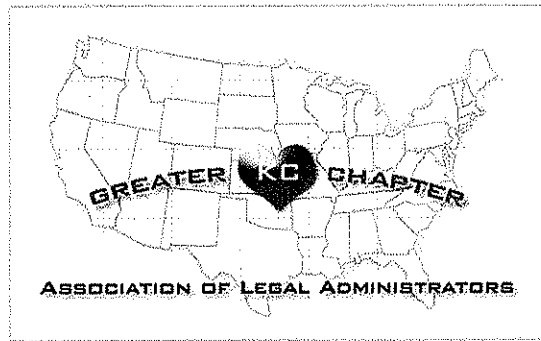 GREATER KC CHAPTER
ASSOCIATION OF LEGAL ADMINISTRATORS